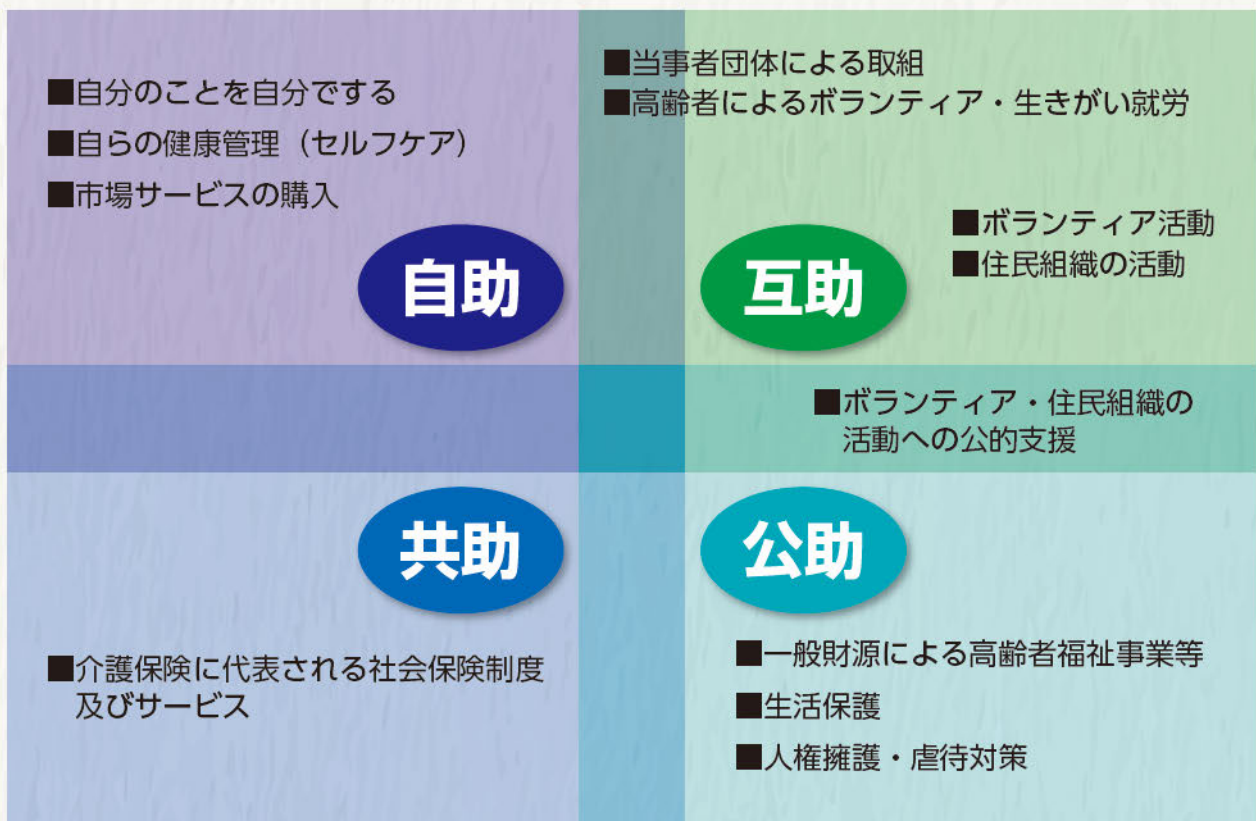 ■自分のことを自分でする
■自らの健康管理（セルフケア）
■市場サービスの購入
自助
■当事者団体による取組
■高齢者によるボランティア・生きがい就労
■ボランティア活動
■住民組織の活動
互助
■ボランティア・住民組織の
活動への公的支援
共助
■介護保険に代表される社会保険制度
及びサービス
公助
■一般財源による高齢者福祉事業等
■生活保護
■人権擁護・虐待対策